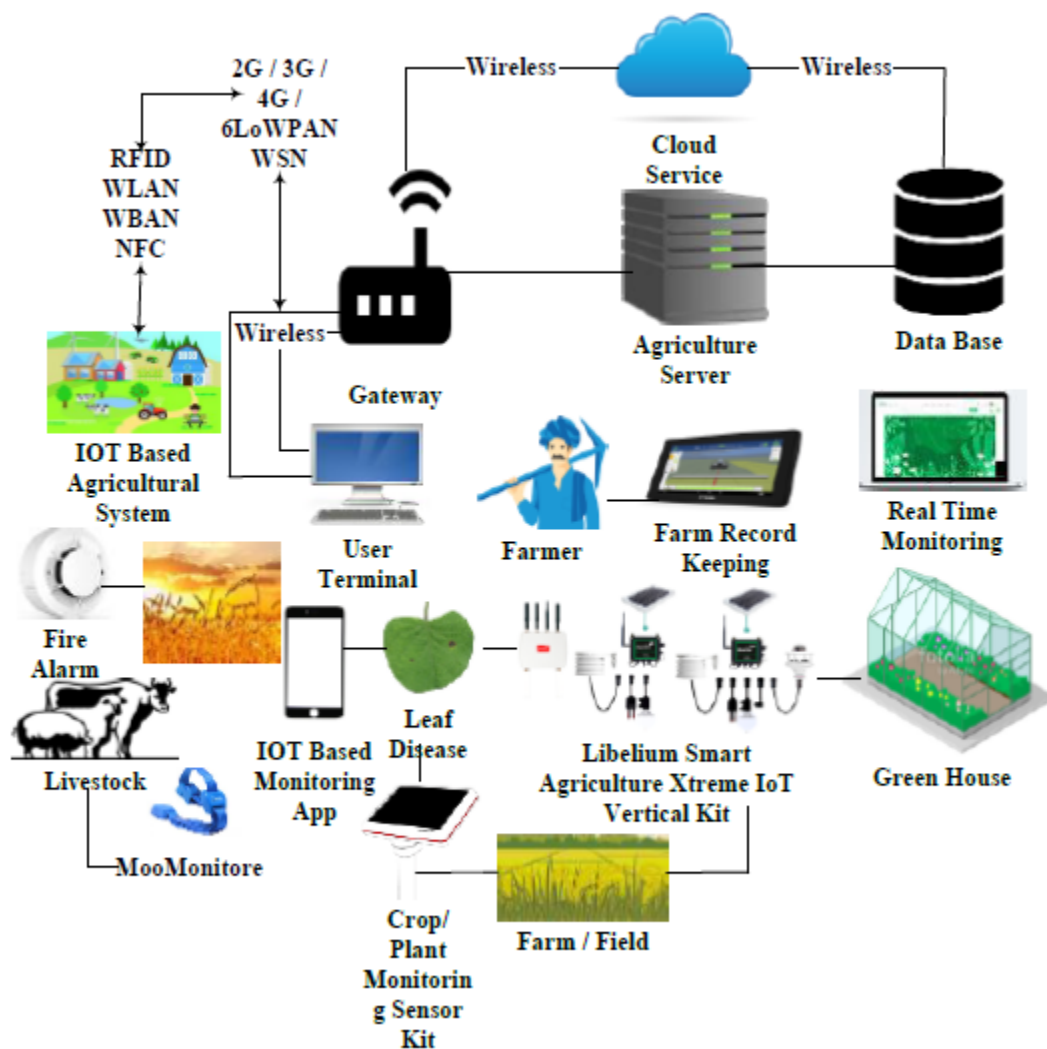 Wireless
Wireless
2G / 3G /
4G /
6LoWPAN
WSN
Cloud
Service
RFID
WLAN
WBAN
NFC
Wireless
Gateway
Agriculture
Server
Data Base
IOT Based
Agricultural
System
User
Terminal
Farmer
Farm Record
Keeping
Real Time
Monitoring
Fire
Alarm
Livestock
MooMonitore
IOT Based
Monitoring
App
Leaf
Disease
Libelium Smart
Agriculture Xtreme IoT
Vertical Kit
Green House
Crop/
Plant
Monitorin
g Sensor
Kit
Farm / Field